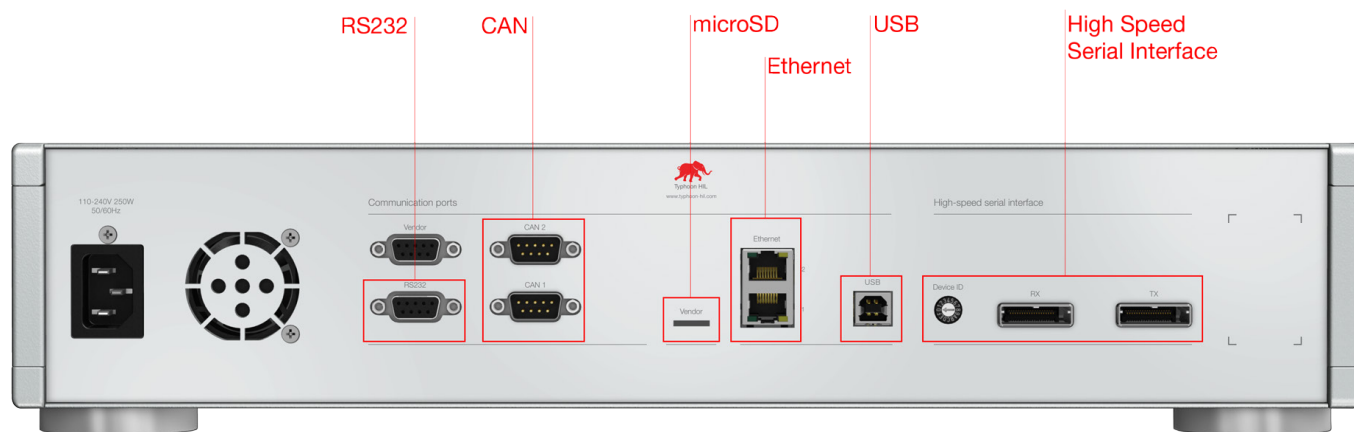 RS232
CAN
microSD
USB
High Speed
Serial Interface
Ethernet
Typhoon HIL
www.typhoon-hil.com
110-240V 250W
50/60Hz
Communication ports
High-speed serial interface
Vendor
CAN 2
Ethernet
2
RS232
CAN 1
Vendor
1
USB
Device ID
RX
TX